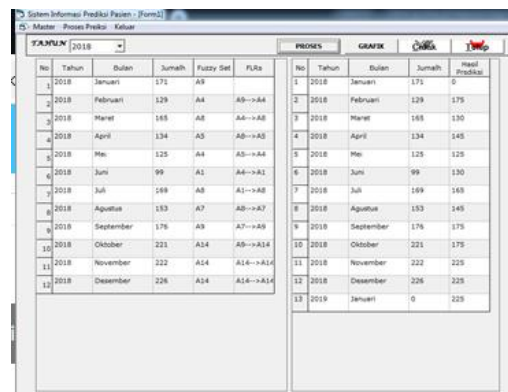 Sistem Informasi Prediksi Pasien - [Form1]
Master Proses Preiksi Keluar
TAHUN 2018 PROSES GRAFIK Cetak Tutup
No Tahun Bulan Jumalh Fuzzy Set FLRs
1 2018 Januari 171 A9
2 2018 Februari 129 A4 A9-->A4
3 2018 Maret 165 A8 A4-->A8
4 2018 April 134 A5 A8-->A5
5 2018 Mei 125 A4 A5-->A4
6 2018 Juni 99 A1 A4-->A1
7 2018 Juli 169 A8 A1-->A8
8 2018 Agustus 153 A7 A8-->A7
9 2018 September 176 A9 A7-->A9
10 2018 Oktober 221 A14 A9-->A14
11 2018 November 222 A14 A14-->A14
12 2018 Desember 226 A14 A14-->A14
No Tahun Bulan Jumalh Hasil Prediksi
1 2018 Januari 171 0
2 2018 Februari 129 175
3 2018 Maret 165 130
4 2018 April 134 145
5 2018 Mei 125 125
6 2018 Juni 99 130
7 2018 Juli 169 165
8 2018 Agustus 153 145
9 2018 September 176 175
10 2018 Oktober 221 175
11 2018 November 222 225
12 2018 Desember 226 225
13 2019 Januari 0 225